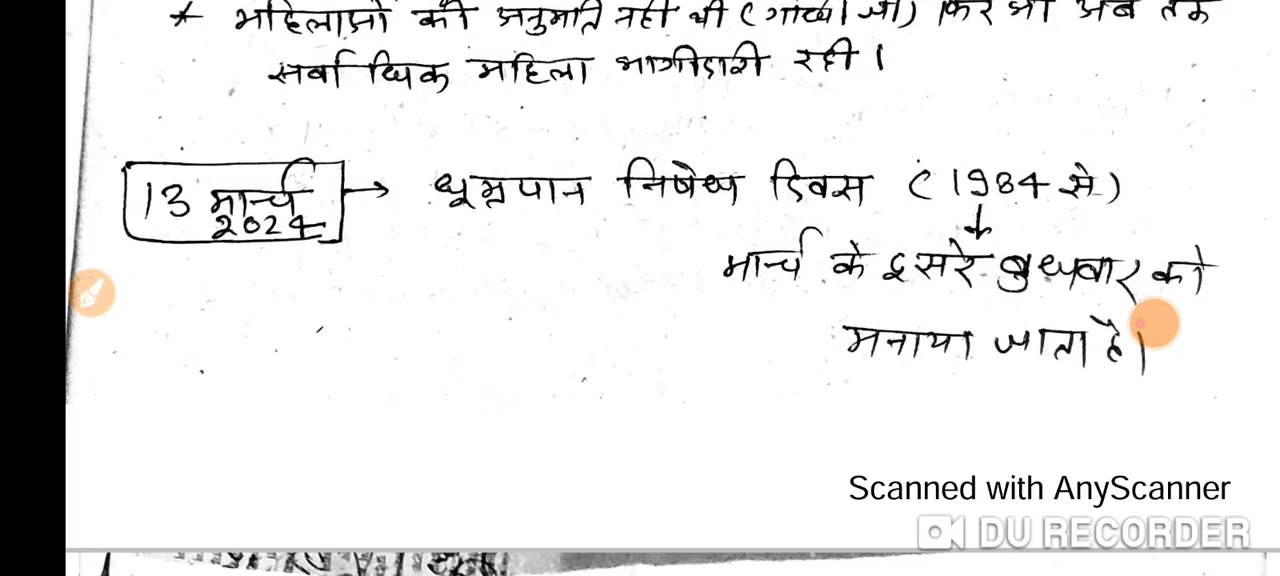 * महिलाओं की अनुमति नहीं थी (गांधी जी) फिर भी अब तक
सर्वाधिक महिला भागीदारी रही।
13 मार्च 2024 → धूम्रपान निषेध दिवस (1984 से)
↓
मार्च के दूसरे बुधवार को
मनाया जाता है।
Scanned with AnyScanner
DU RECORDER